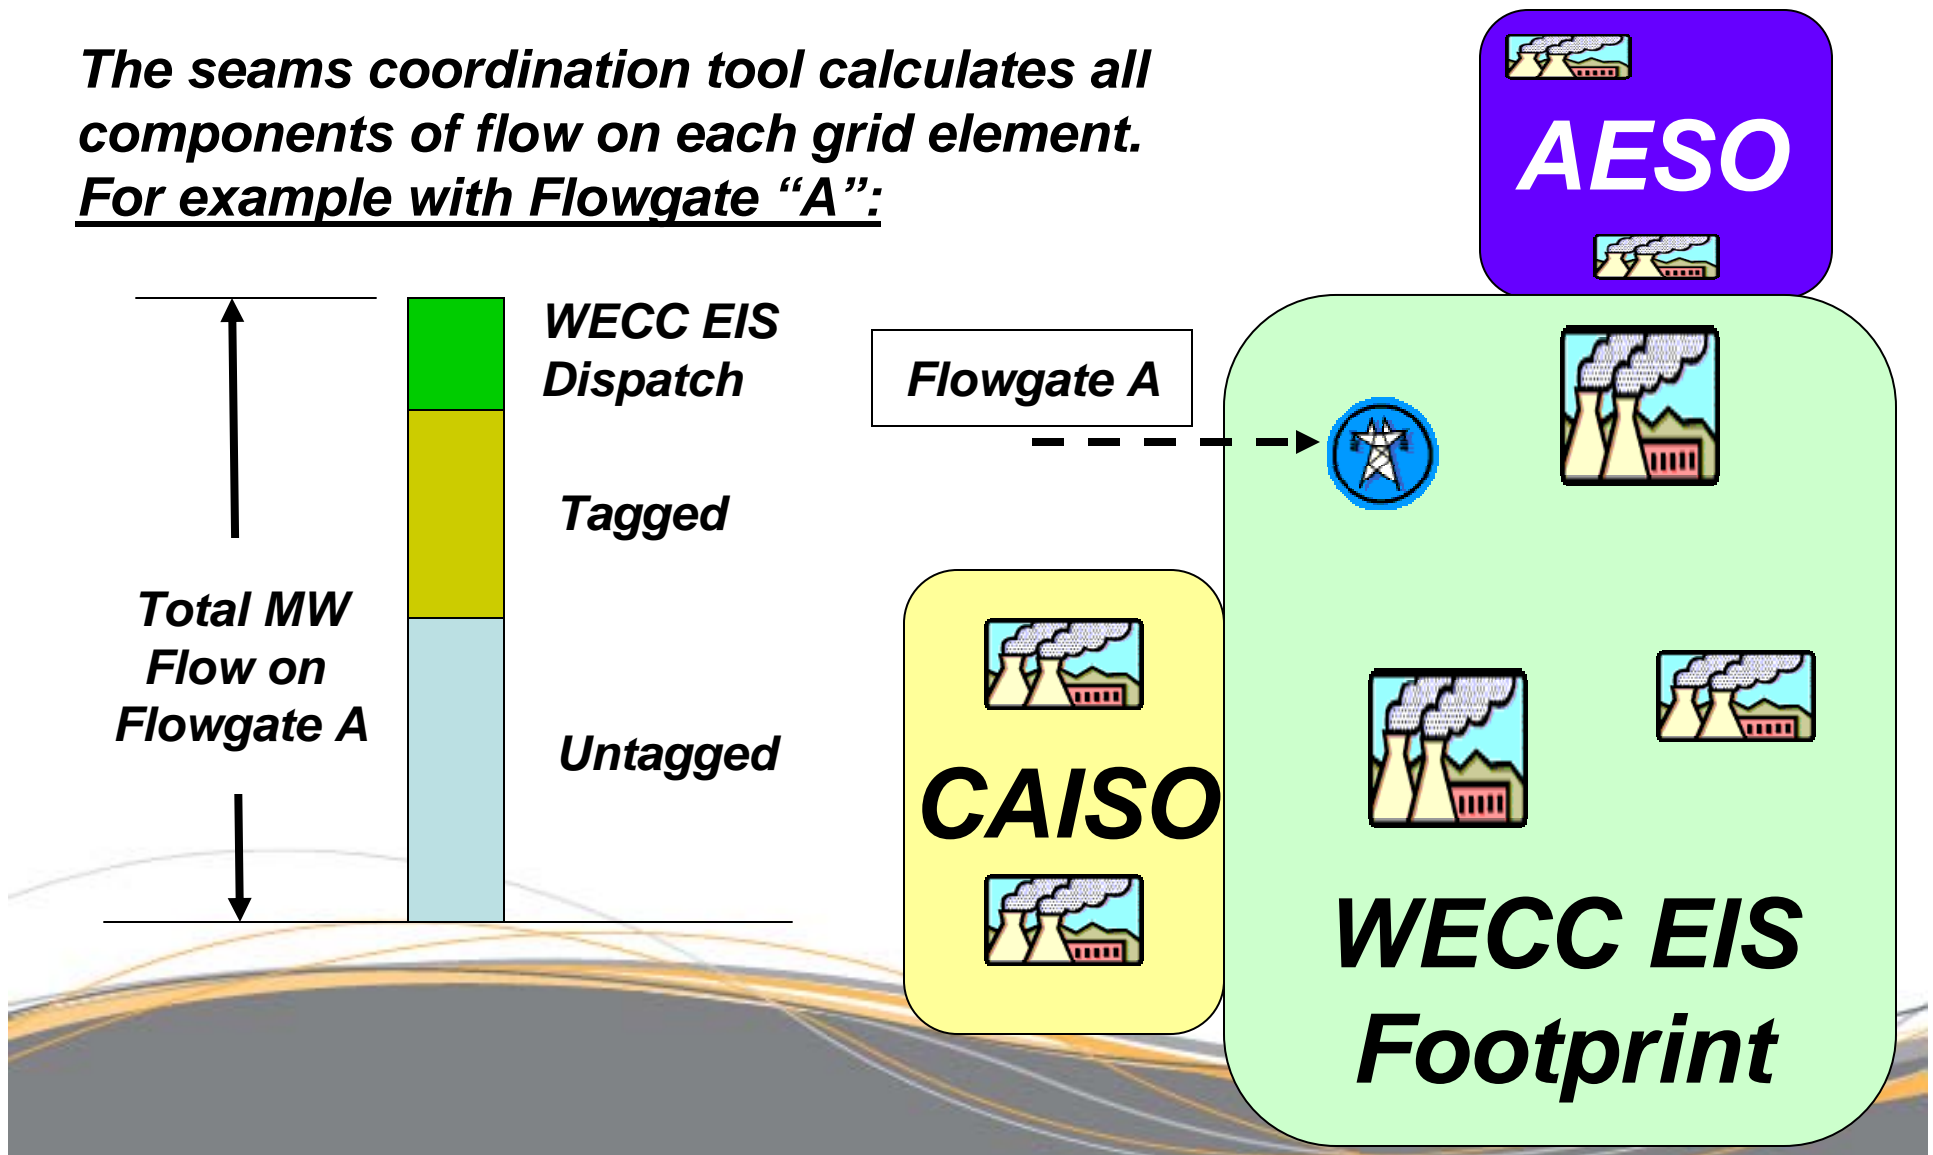 The seams coordination tool calculates all
components of flow on each grid element.
For example with Flowgate “A”:
WECC EIS
Dispatch
Tagged
Untagged
Total MW
Flow on
Flowgate A
Flowgate A
AESO
CAISO
WECC EIS
Footprint